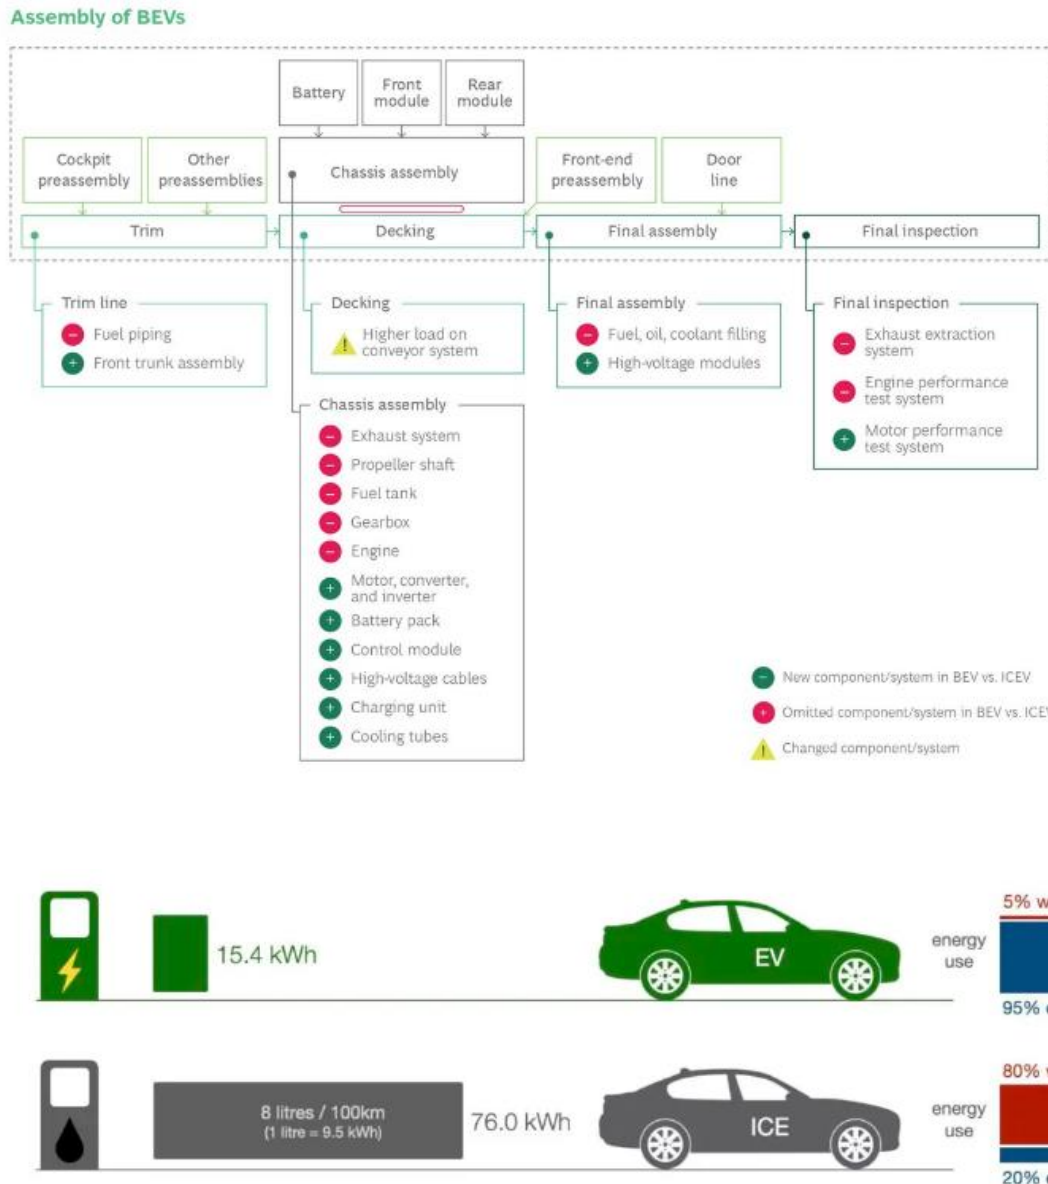 Assembly of BEVs
Battery
Front
module
Rear
module
Cockpit
preassembly
Other
preassemblies
Chassis assembly
Front-end
preassembly
Door
line
Trim
Decking
Final assembly
Final inspection
Trim line
Fuel piping
Front trunk assembly
Decking
Higher load on
conveyor system
Final assembly
Fuel, oil, coolant filling
High-voltage modules
Final inspection
Exhaust extraction
system
Engine performance
test system
Motor performance
test system
Chassis assembly
Exhaust system
Propeller shaft
Fuel tank
Gearbox
Engine
Motor, converter,
and inverter
Battery pack
Control module
High-voltage cables
Charging unit
Cooling tubes
New component/system in BEV vs. ICEV
Omitted component/system in BEV vs. ICEV
Changed component/system
15.4 kWh
EV
energy
use
5%
95%
8 litres / 100km
(1 litre = 9.5 kWh)
76.0 kWh
ICE
energy
use
80%
20%